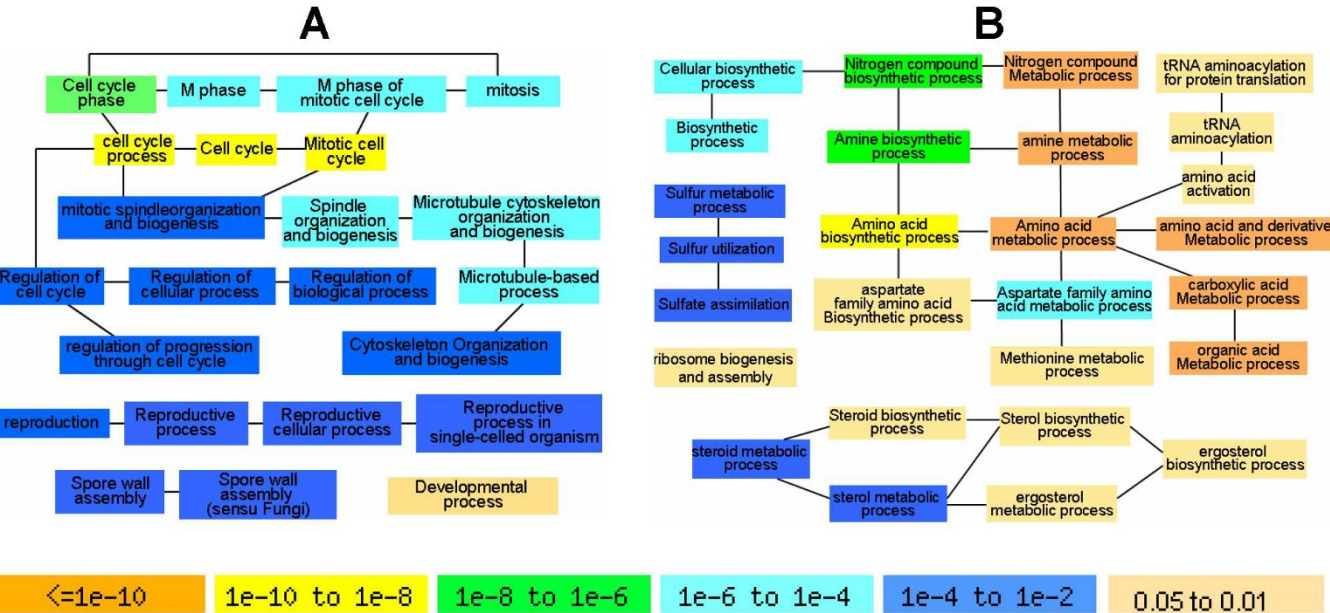 A
Cell cycle
phase
M phase
M phase of
mitotic cell cycle
mitosis
cell cycle
process
Cell cycle
Mitotic cell
cycle
mitotic spindleorganization
and biogenesis
Spindle
organization
and biogenesis
Microtubule cytoskeleton
organization
and biogenesis
Regulation of
cell cycle
Regulation of
cellular process
Regulation of
biological process
Microtubule-based
process
regulation of progression
through cell cycle
Cytoskeleton Organization
and biogenesis
reproduction
Reproductive
process
Reproductive
cellular process
Reproductive
process in
single-celled organism
Spore wall
assembly
Spore wall
assembly
(sensu Fungi)
Developmental
process
B
Cellular biosynthetic
process
Nitrogen compound
biosynthetic process
Nitrogen compound
Metabolic process
tRNA aminoacylation
for protein translation
Biosynthetic
process
Amine biosynthetic
process
amine metabolic
process
tRNA
aminoacylation
amino acid
activation
Sulfur metabolic
process
Sulfur utilization
Sulfate assimilation
Amino acid
biosynthetic process
Amino acid
metabolic process
amino acid and derivative
Metabolic process
aspartate
family amino acid
Biosynthetic process
Aspartate family amino
acid metabolic process
carboxylic acid
Metabolic process
ribosome biogenesis
and assembly
Methionine metabolic
process
organic acid
Metabolic process
Steroid biosynthetic
process
Sterol biosynthetic
process
steroid metabolic
process
ergosterol
biosynthetic process
sterol metabolic
process
ergosterol
metabolic process
<=1e-10
1e-10 to 1e-8
1e-8 to 1e-6
1e-6 to 1e-4
1e-4 to 1e-2
0.05 to 0.01